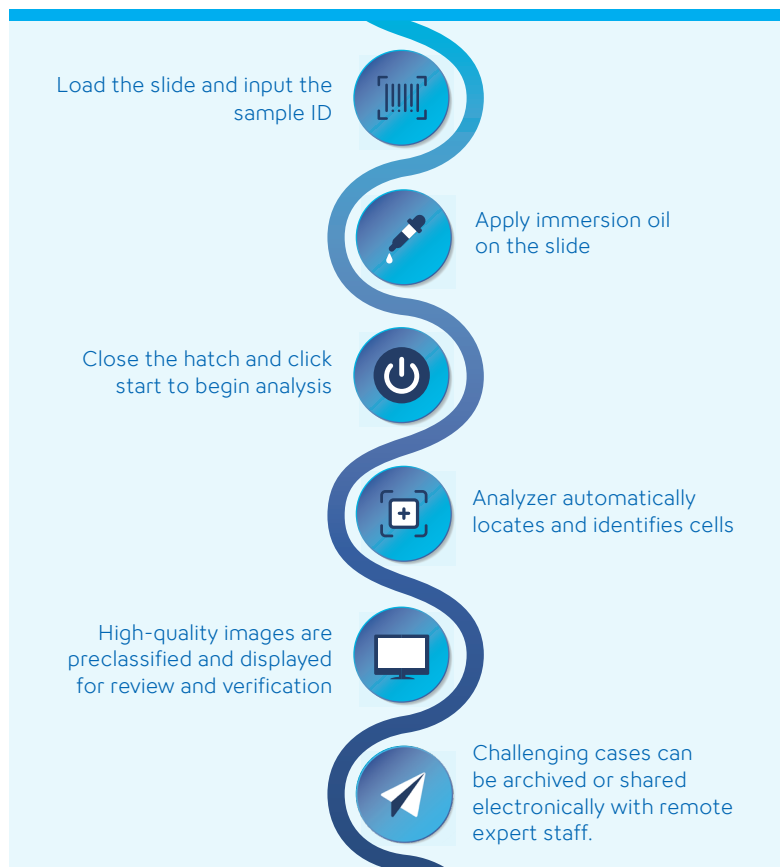 Load the slide and input the
sample ID
Apply immersion oil
on the slide
Close the hatch and click
start to begin analysis
Analyzer automatically
locates and identifies cells
High-quality images are
preclassified and displayed
for review and verification
Challenging cases can
be archived or shared
electronically with remote
expert staff.